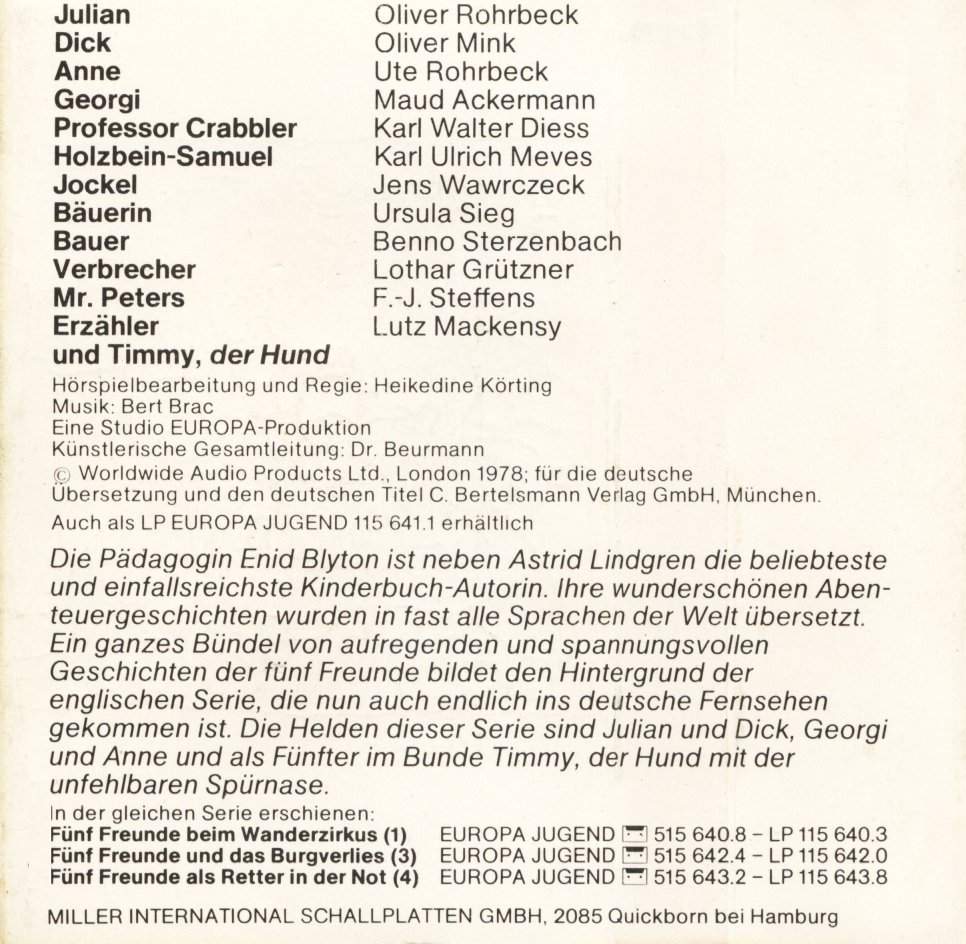 Julian Oliver Rohrbeck
Dick Oliver Mink
Anne Ute Rohrbeck
Georgi Maud Ackermann
Professor Crabbler Karl Walter Diess
Holzbein-Samuel Karl Ulrich Meves
Jockel Jens Wawrczeck
Bäuerin Ursula Sieg
Bauer Benno Sterzenbach
Verbrecher Lothar Grützner
Mr. Peters F.-J. Steffens
Erzähler Lutz Mackensy
und Timmy, der Hund
Hörspielbearbeitung und Regie: Heikedine Körting
Musik: Bert Brac
Eine Studio EUROPA-Produktion
Künstlerische Gesamtleitung: Dr. Beurmann
© Worldwide Audio Products Ltd., London 1978; für die deutsche
Übersetzung und den deutschen Titel C. Bertelsmann Verlag GmbH, München.
Auch als LP EUROPA JUGEND 115 641.1 erhältlich
Die Pädagogin Enid Blyton ist neben Astrid Lindgren die beliebteste
und einfallsreichste Kinderbuch-Autorin. Ihre wunderschönen Aben-
teuergeschichten wurden in fast alle Sprachen der Welt übersetzt.
Ein ganzes Bündel von aufregenden und spannungsvollen
Geschichten der fünf Freunde bildet den Hintergrund der
englischen Serie, die nun auch endlich ins deutsche Fernsehen
gekommen ist. Die Helden dieser Serie sind Julian und Dick, Georgi
und Anne und als Fünfter im Bunde Timmy, der Hund mit der
unfehlbaren Spürnase.
In der gleichen Serie erschienen:
Fünf Freunde beim Wanderzirkus (1) EUROPA JUGEND 515 640.8 – LP 115 640.3
Fünf Freunde und das Burgverlies (3) EUROPA JUGEND 515 642.4 – LP 115 642.0
Fünf Freunde als Retter in der Not (4) EUROPA JUGEND 515 643.2 – LP 115 643.8
MILLER INTERNATIONAL SCHALLPLATTEN GMBH, 2085 Quickborn bei Hamburg